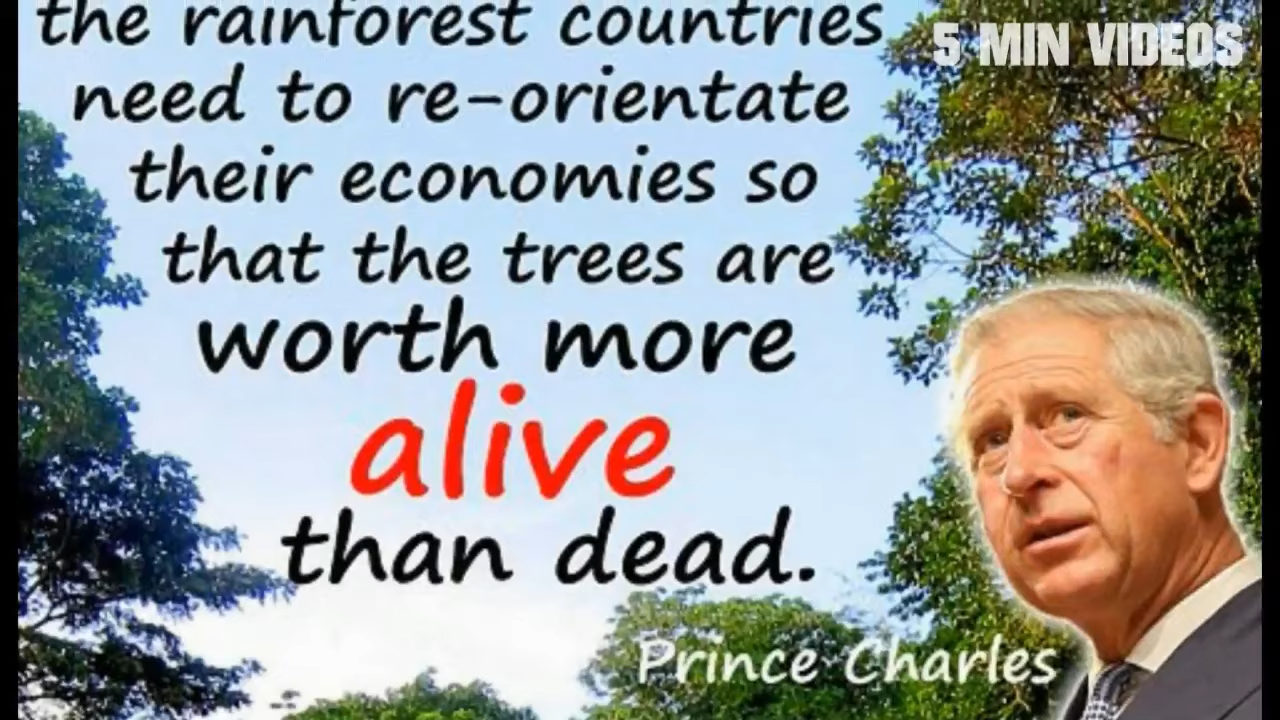 the rainforest countries
5 MIN VIDEOS
need to re-orientate
their economies so
that the trees are
worth more
alive
than dead.
Prince Charles